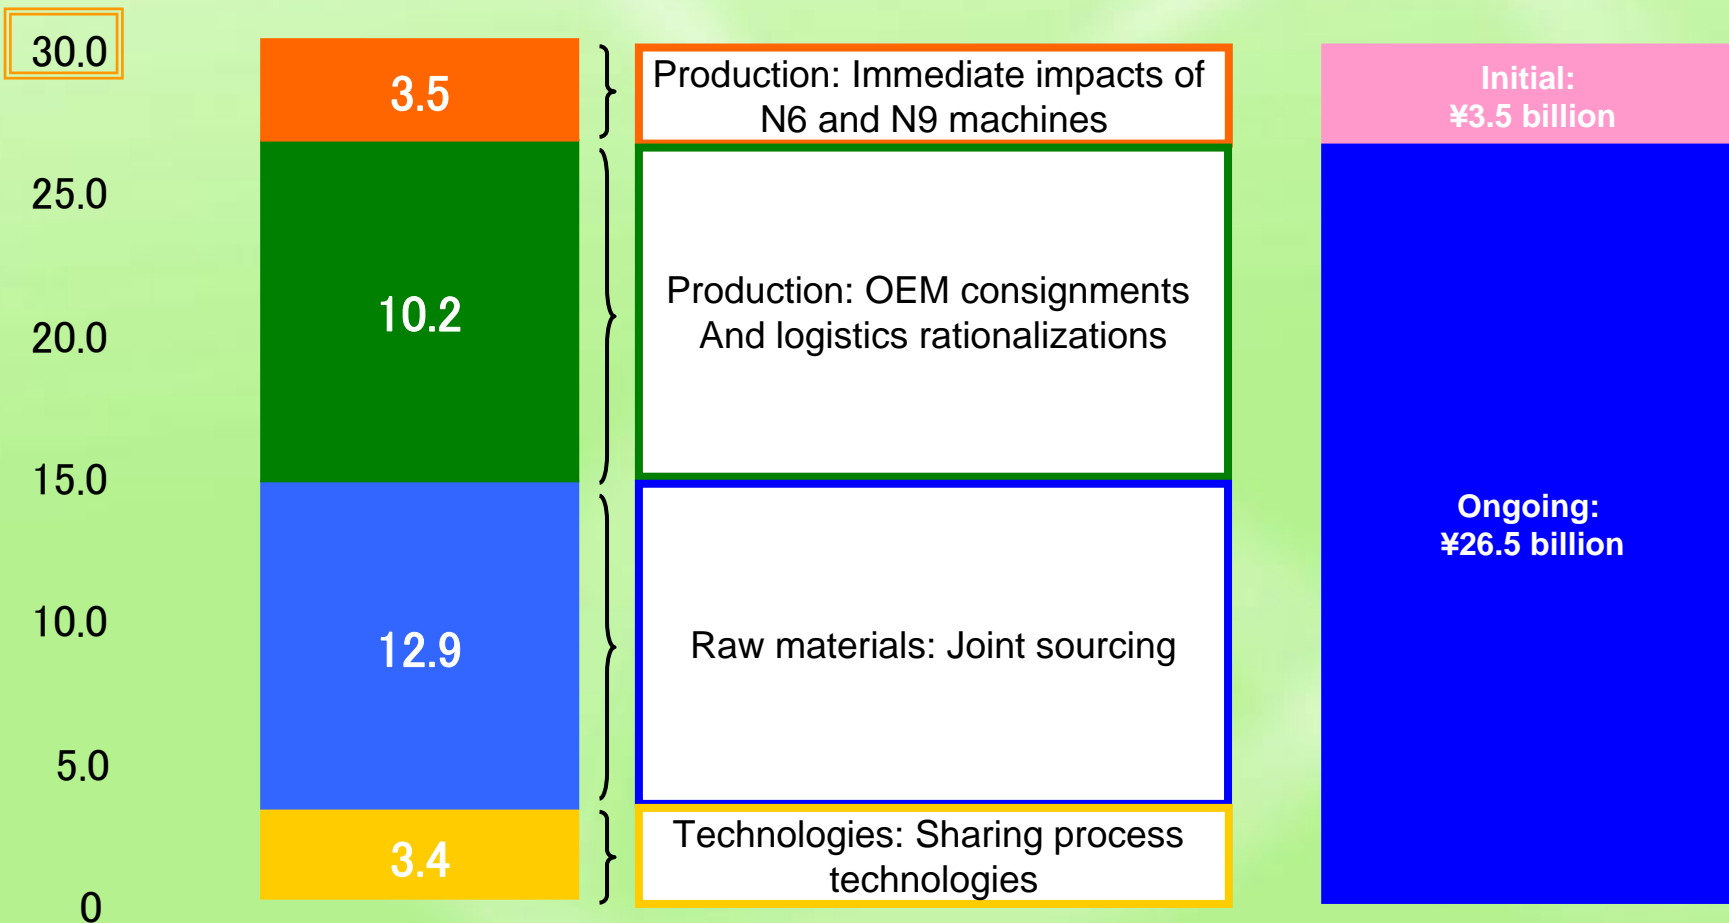 30.0
25.0
20.0
15.0
10.0
5.0
0
3.5
10.2
12.9
3.4
Production: Immediate impacts of
N6 and N9 machines
Production: OEM consignments
And logistics rationalizations
Raw materials: Joint sourcing
Technologies: Sharing process
technologies
Initial:
¥3.5 billion
Ongoing:
¥26.5 billion